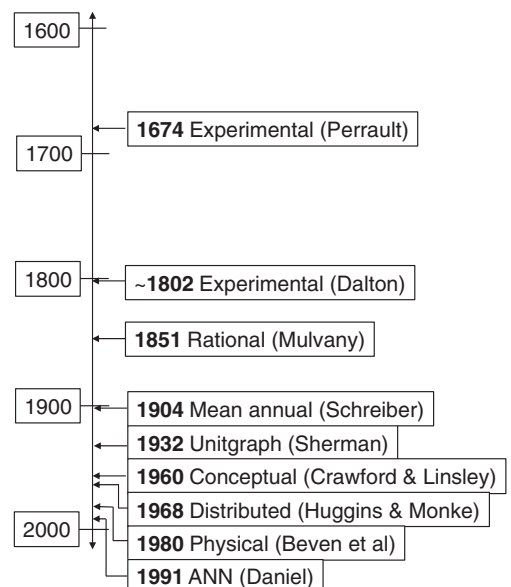 1600
1674 Experimental (Perrault)
1700
1800
~1802 Experimental (Dalton)
1851 Rational (Mulvany)
1900
1904 Mean annual (Schreiber)
1932 Unitgraph (Sherman)
1960 Conceptual (Crawford & Linsley)
1968 Distributed (Huggins & Monke)
2000
1980 Physical (Beven et al)
1991 ANN (Daniel)